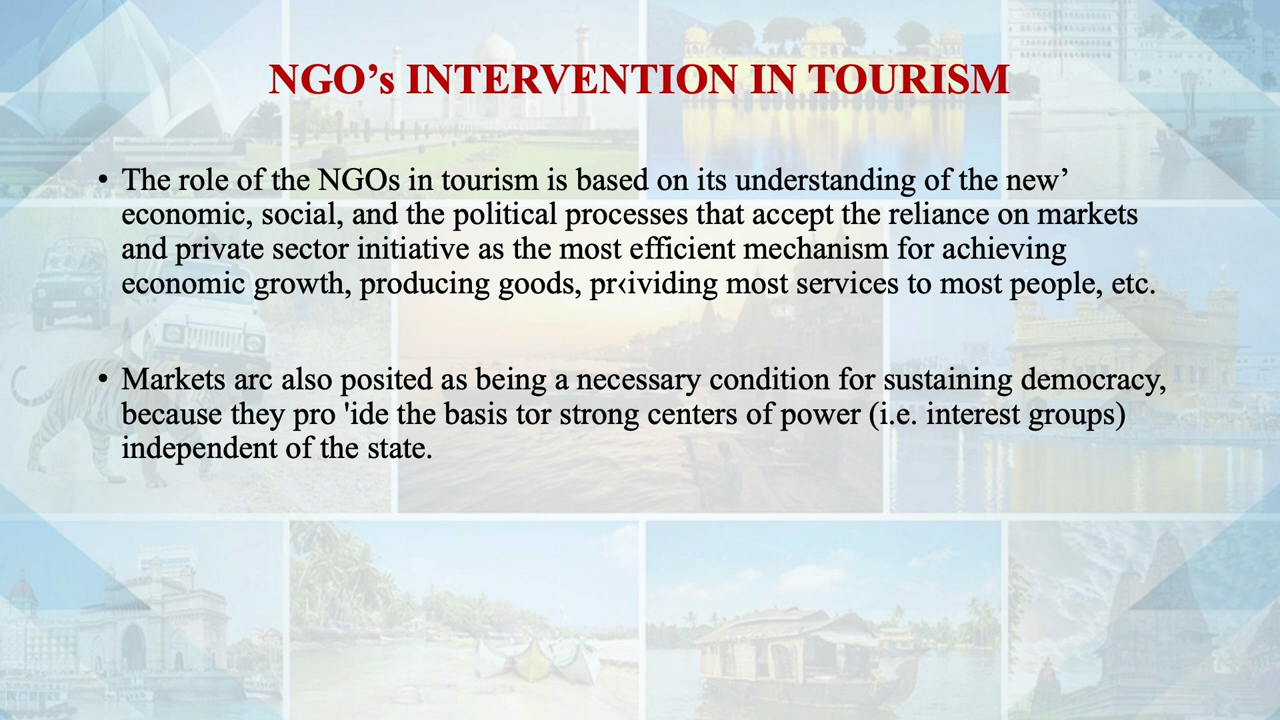 NGO’s INTERVENTION IN TOURISM
• The role of the NGOs in tourism is based on its understanding of the new’
economic, social, and the political processes that accept the reliance on markets
and private sector initiative as the most efficient mechanism for achieving
economic growth, producing goods, pr‹ividing most services to most people, etc.
• Markets arc also posited as being a necessary condition for sustaining democracy,
because they pro 'ide the basis tor strong centers of power (i.e. interest groups)
independent of the state.